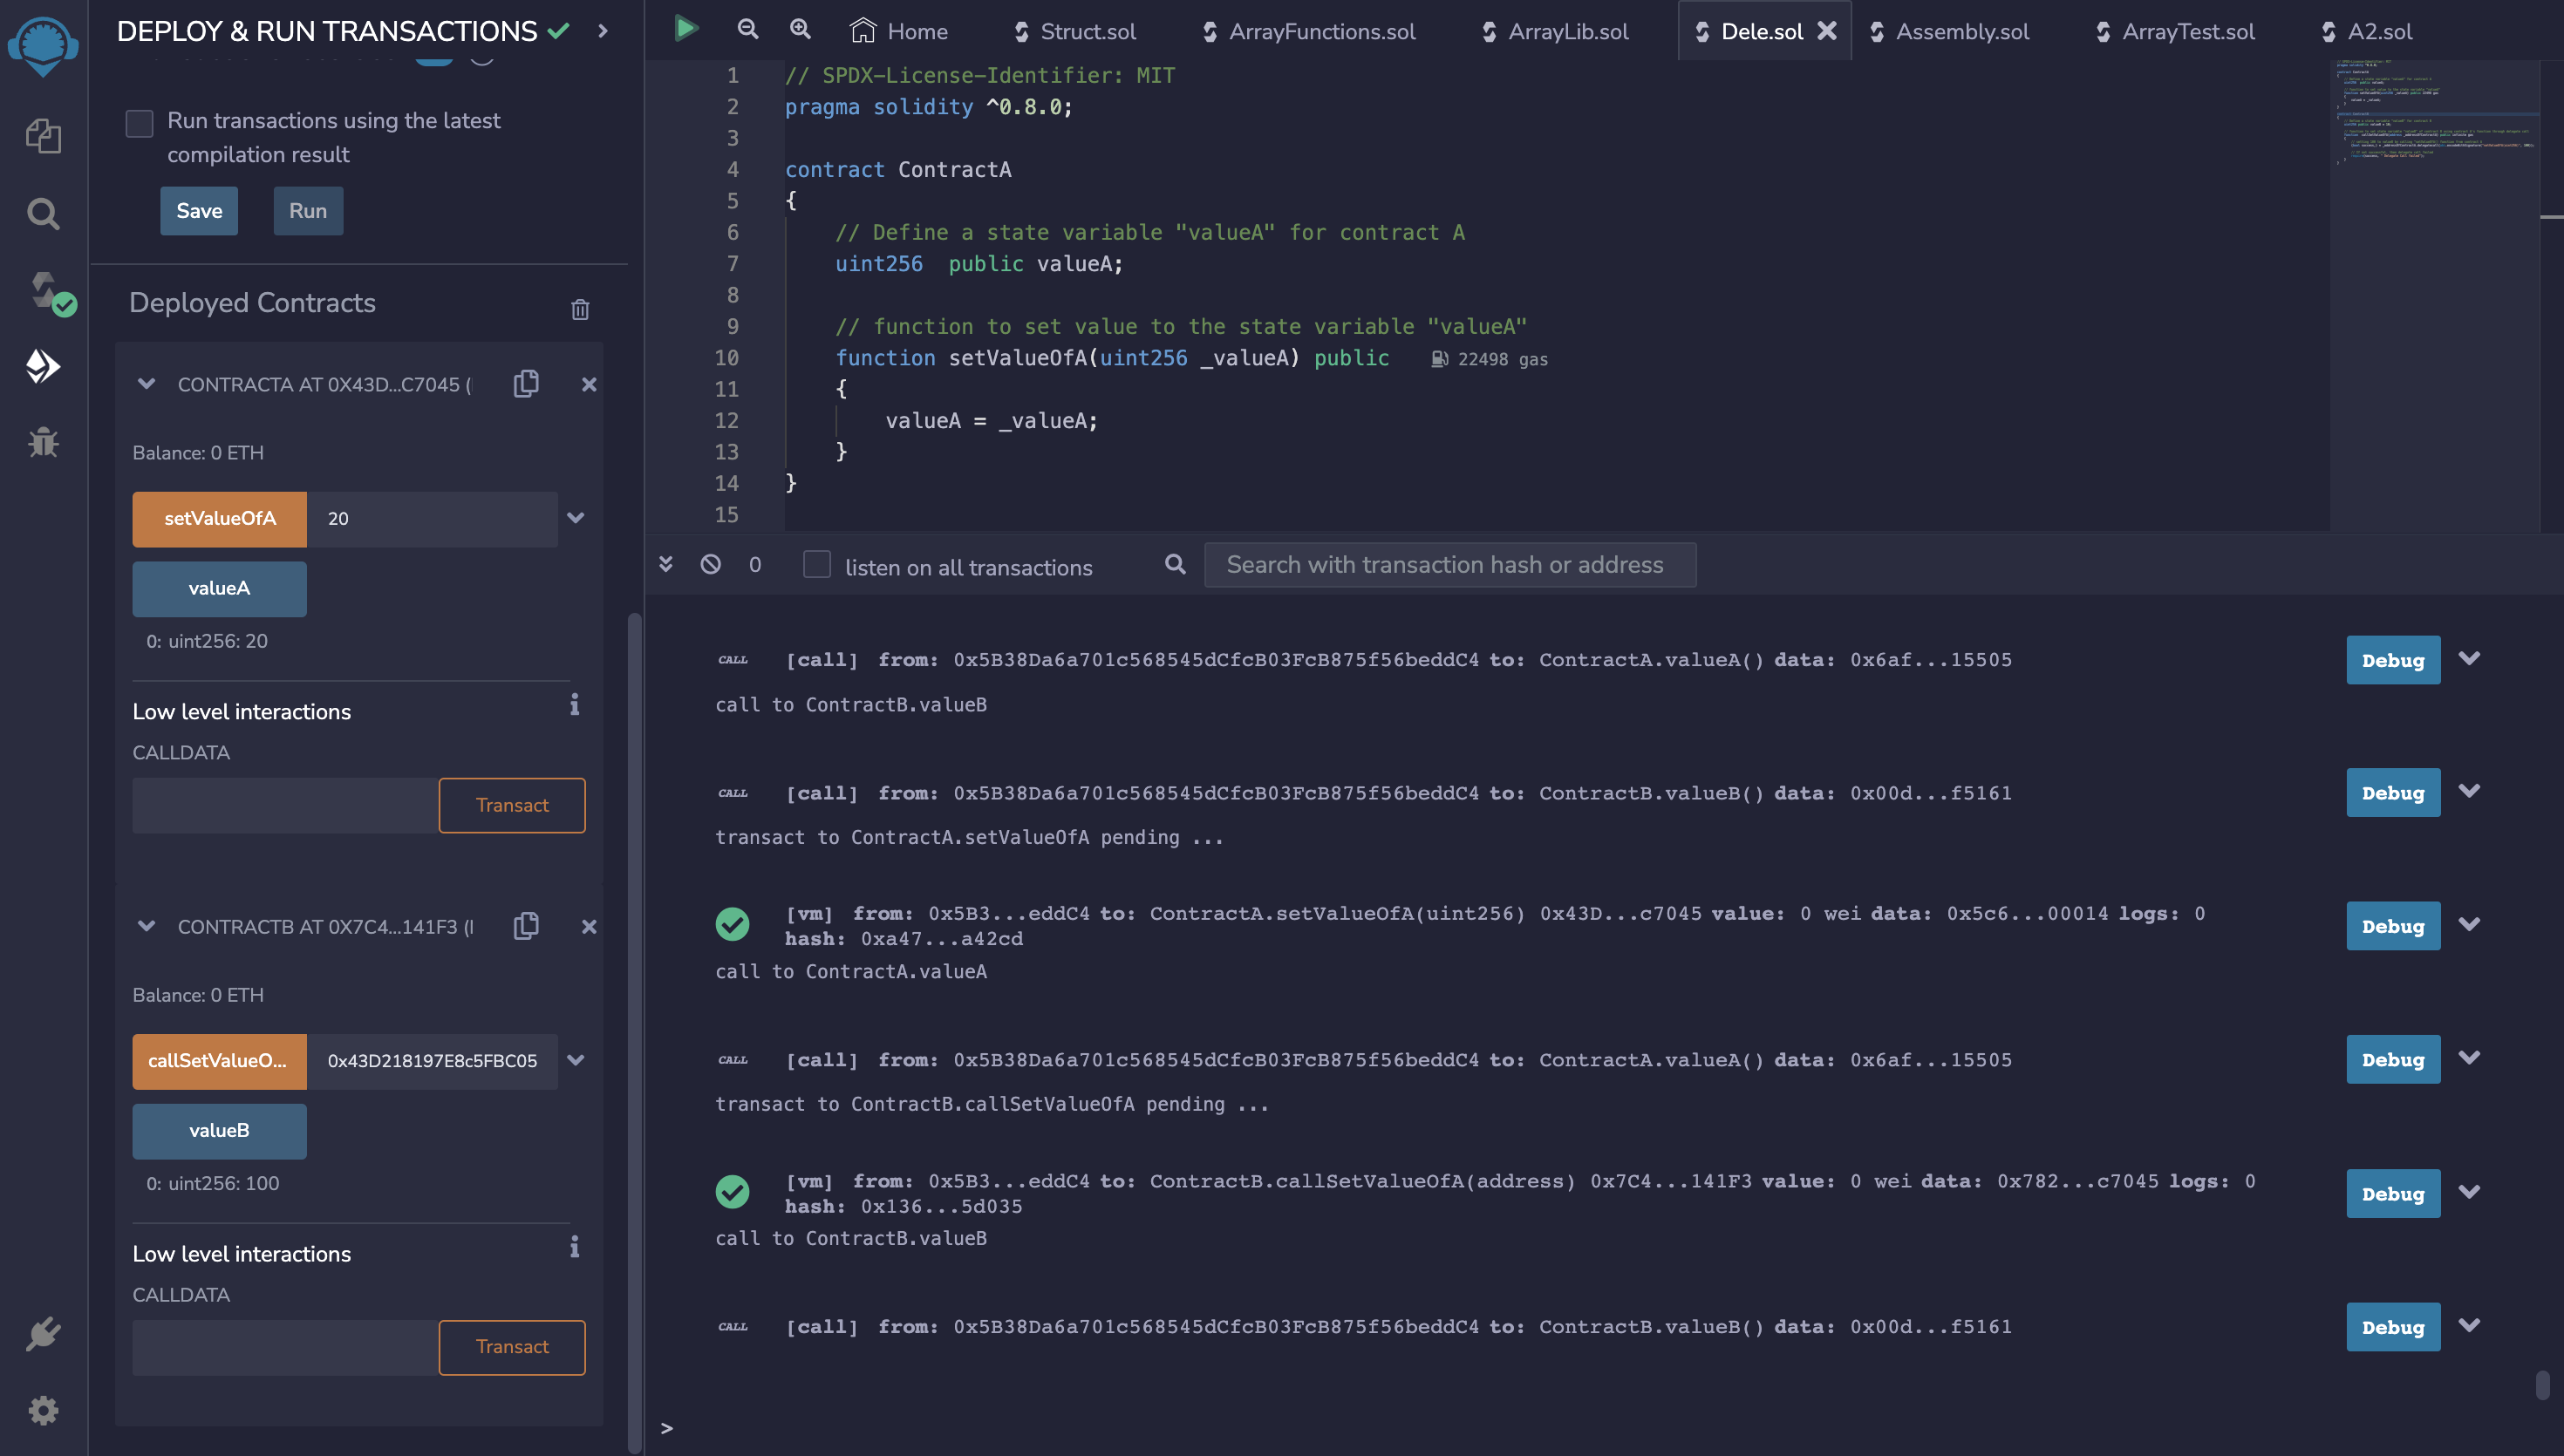 DEPLOY & RUN TRANSACTIONS
Run transactions using the latest
compilation result
Save
Run
Deployed Contracts
CONTRACTA AT 0X43D...C7045 (
Balance: 0 ETH
setValueOfA
20
valueA
0: uint256: 20
Low level interactions
CALLDATA
Transact
CONTRACTB AT 0X7C4...141F3 (
Balance: 0 ETH
callSetValueO...
0x43D218197E8c5FBC05
valueB
0: uint256: 100
Low level interactions
CALLDATA
Transact
Home
Struct.sol
ArrayFunctions.sol
ArrayLib.sol
Dele.sol
Assembly.sol
ArrayTest.sol
A2.sol
1 // SPDX-License-Identifier: MIT
2 pragma solidity ^0.8.0;
3
4 contract ContractA
5 {
6 // Define a state variable "valueA" for contract A
7 uint256  public valueA;
8
9 // function to set value to the state variable "valueA"
10 function setValueOfA(uint256 _valueA) public 22498 gas
11 {
12 valueA = _valueA;
13 }
14 }
15
0
listen on all transactions
Search with transaction hash or address
CALL [call] from: 0x5B38Da6a701c568545dCfcB03FcB875f56beddC4 to: ContractA.valueA() data: 0x6af...15505 Debug
call to ContractB.valueB
CALL [call] from: 0x5B38Da6a701c568545dCfcB03FcB875f56beddC4 to: ContractB.valueB() data: 0x00d...f5161 Debug
transact to ContractA.setValueOfA pending ...
[vm] from: 0x5B3...eddC4 to: ContractA.setValueOfA(uint256) 0x43D...c7045 value: 0 wei data: 0x5c6...00014 logs: 0 Debug
hash: 0xa47...a42cd
call to ContractA.valueA
CALL [call] from: 0x5B38Da6a701c568545dCfcB03FcB875f56beddC4 to: ContractA.valueA() data: 0x6af...15505 Debug
transact to ContractB.callSetValueOfA pending ...
[vm] from: 0x5B3...eddC4 to: ContractB.callSetValueOfA(address) 0x7C4...141F3 value: 0 wei data: 0x782...c7045 logs: 0 Debug
hash: 0x136...5d035
call to ContractB.valueB
CALL [call] from: 0x5B38Da6a701c568545dCfcB03FcB875f56beddC4 to: ContractB.valueB() data: 0x00d...f5161 Debug
>